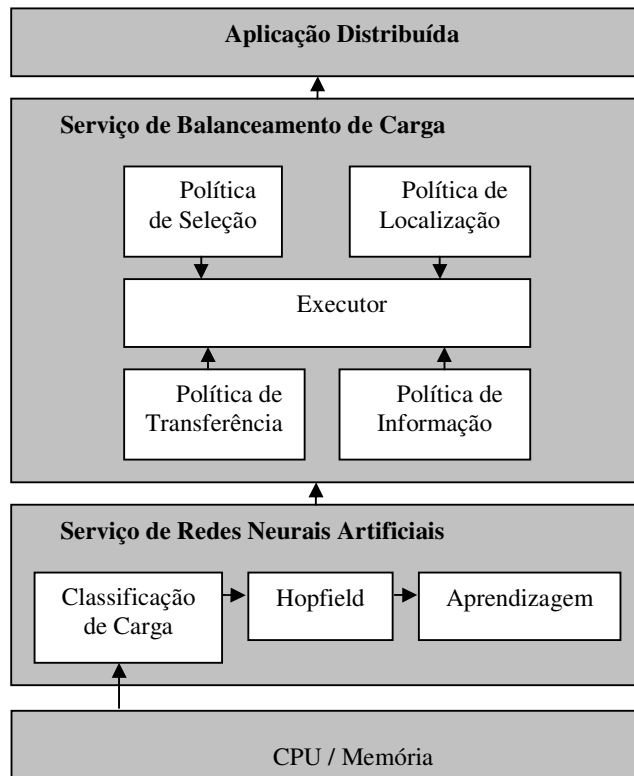 Aplicação Distribuída
Serviço de Balanceamento de Carga
Política
de Seleção
Política de
Localização
Executor
Política de
Transferência
Política de
Informação
Serviço de Redes Neurais Artificiais
Classificação
de Carga
Hopfield
Aprendizagem
CPU / Memória